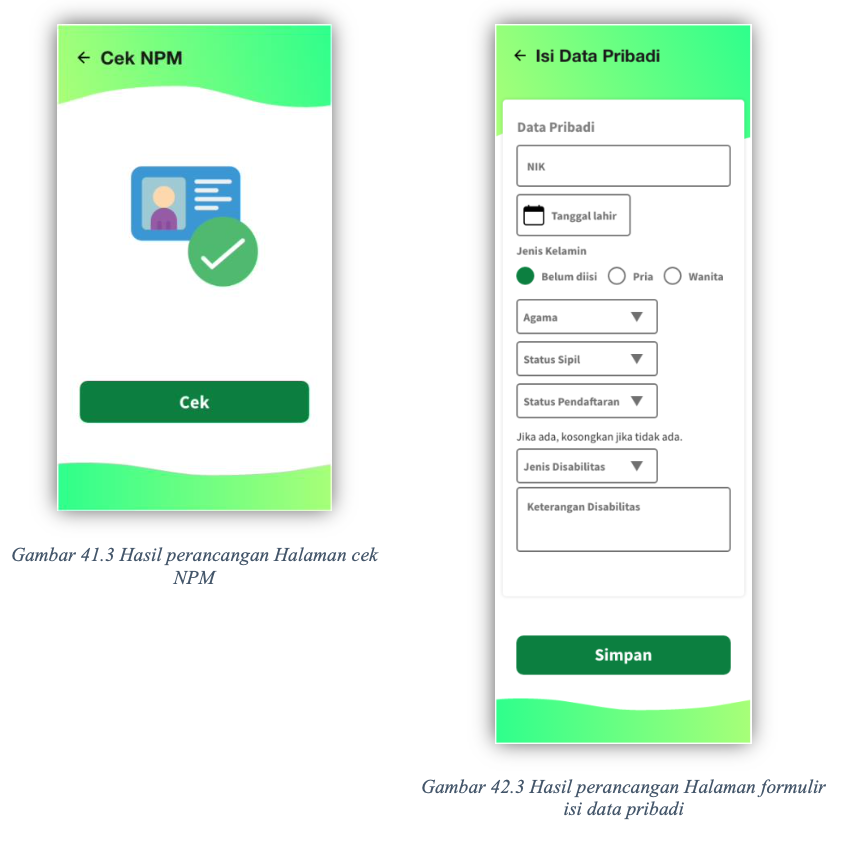 Cek NPM
Cek
Gambar 41.3 Hasil perancangan Halaman cek
NPM
Isi Data Pribadi
Data Pribadi
NIK
Tanggal lahir
Jenis Kelamin
Belum diisi Pria Wanita
Agama
Status Sipil
Status Pendaftaran
Jika ada, kosongkan jika tidak ada.
Jenis Disabilitas
Keterangan Disabilitas
Simpan
Gambar 42.3 Hasil perancangan Halaman formulir
isi data pribadi